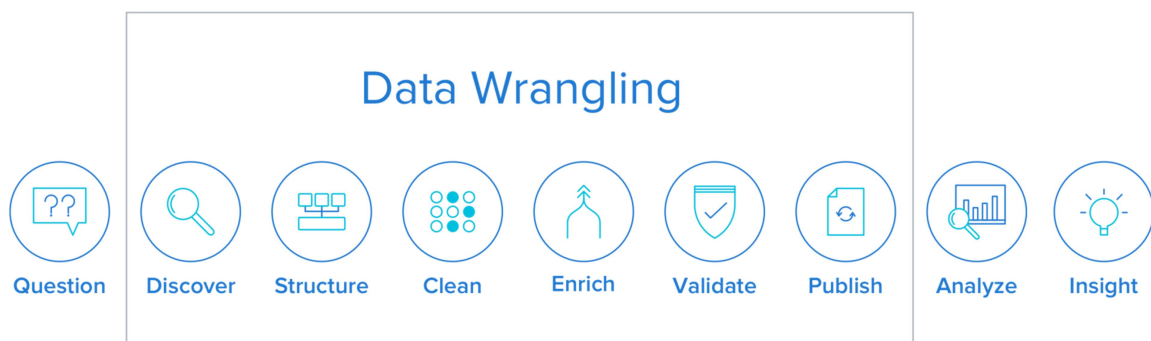 Data Wrangling
??
Question
Discover
Structure
Clean
Enrich
Validate
Publish
Analyze
Insight